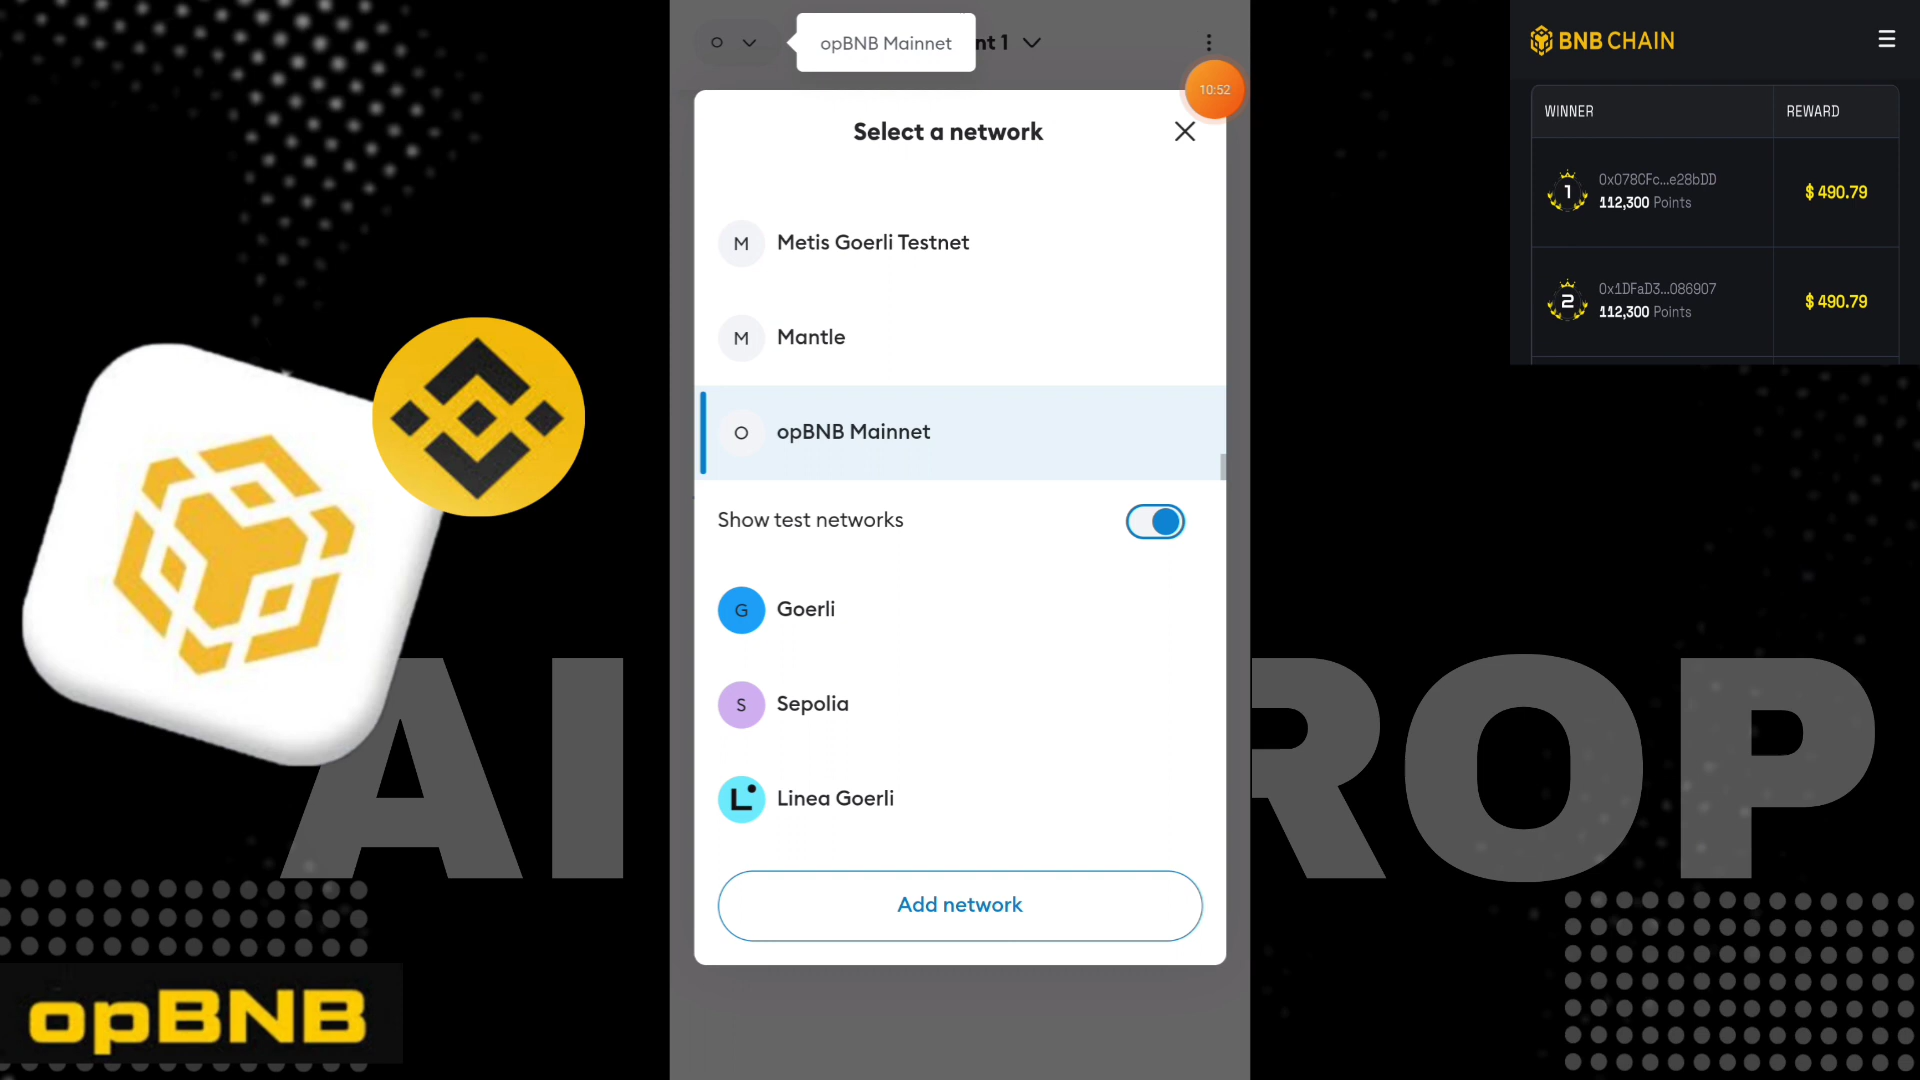 opBNB Mainnet
nt 1
10:52
Select a network
M Metis Goerli Testnet
M Mantle
O opBNB Mainnet
Show test networks
G Goerli
S Sepolia
L Linea Goerli
Add network
BNB CHAIN
WINNER REWARD
1 0x078CFc...e28bDD
112,300 Points
$ 490.79
2 0x1DFaD3...086907
112,300 Points
$ 490.79
AI ROP
opBNB